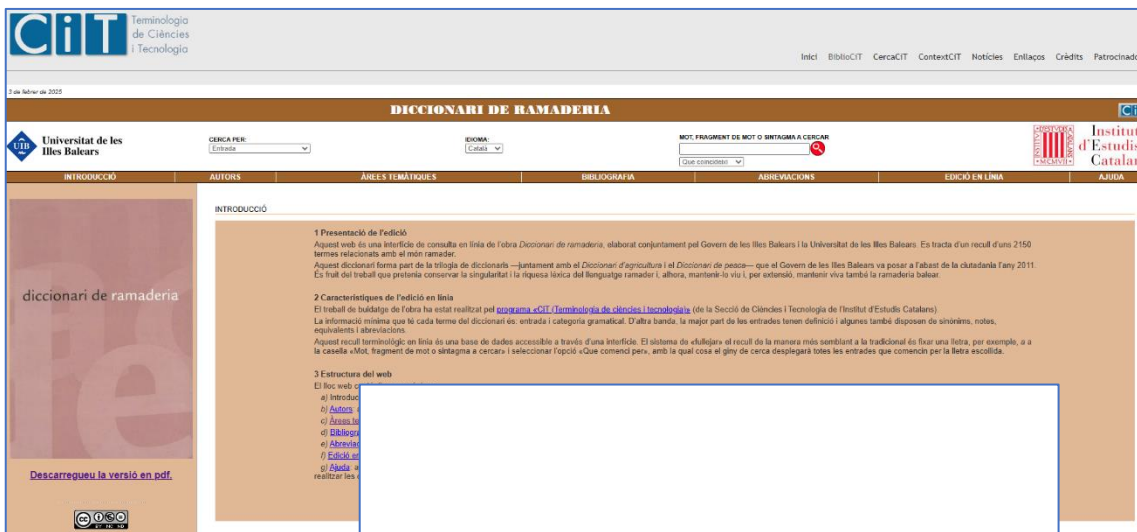 CiT
Terminologia
de Ciències
i Tecnologia
Inici BiblioCIT CercaCIT ContextCIT Notícies Enllaços Crèdits Patrocinado
3 de febrer de 2025
DICCIONARI DE RAMADERIA
Ci
UIB
Universitat de les
Illes Balears
CERCA PER:
Entrada
IDIOMA:
Català
MOT, FRAGMENT DE MOT O SINTAGMA A CERCAR
Que coincideixi
Institut
d'Estudis
Catalan
INTRODUCCIÓ AUTORS ÀREES TEMÀTIQUES BIBLIOGRAFIA ABREVIACIONS EDICIÓ EN LÍNIA AJUDA
diccionari de ramaderia
Descarregueu la versió en pdf.
INTRODUCCIÓ
1 Presentació de l'edició
Aquest web és una interfície de consulta en línia de l'obra Diccionari de ramaderia, elaborat conjuntament pel Govern de les Illes Balears i la Universitat de les Illes Balears. Es tracta d'un recull d'uns 2150
termes relacionats amb el món ramader.
Aquest diccionari forma part de la trilogia de diccionaris —juntament amb el Diccionari d'agricultura i el Diccionari de pesca— que el Govern de les Illes Balears va posar a l'abast de la ciutadania l'any 2011.
És fruit del treball que pretenia conservar la singularitat i la riquesa lèxica del llenguatge ramader i, alhora, mantenir-lo viu i, per extensió, mantenir viva també la ramaderia balear.
2 Característiques de l'edició en línia
El treball de buidatge de l'obra ha estat realitzat pel programa «CIT (Terminologia de ciències i tecnologia)» (de la Secció de Ciències i Tecnologia de l'Institut d'Estudis Catalans).
La informació mínima que té cada terme del diccionari és: entrada i categoria gramatical. D'altra banda, la major part de les entrades tenen definició i algunes també disposen de sinònims, notes,
equivalents i abreviacions.
Aquest recull terminològic en línia és una base de dades accessible a través d'una interfície. El sistema de «fullejar» el recull de la manera més semblant a la tradicional és fixar una lletra, per exemple, a a
la casella «Mot, fragment de mot o sintagma a cercar» i seleccionar l'opció «Que comenci per», amb la qual cosa el giny de cerca desplegarà totes les entrades que comencin per la lletra escollida.
3 Estructura del web
El lloc web
a) Introduc
b) Autors:
c) Àrees te
d) Bibliogra
e) Abreviac
f) Edició en
g) Ajuda: a
realitzar les